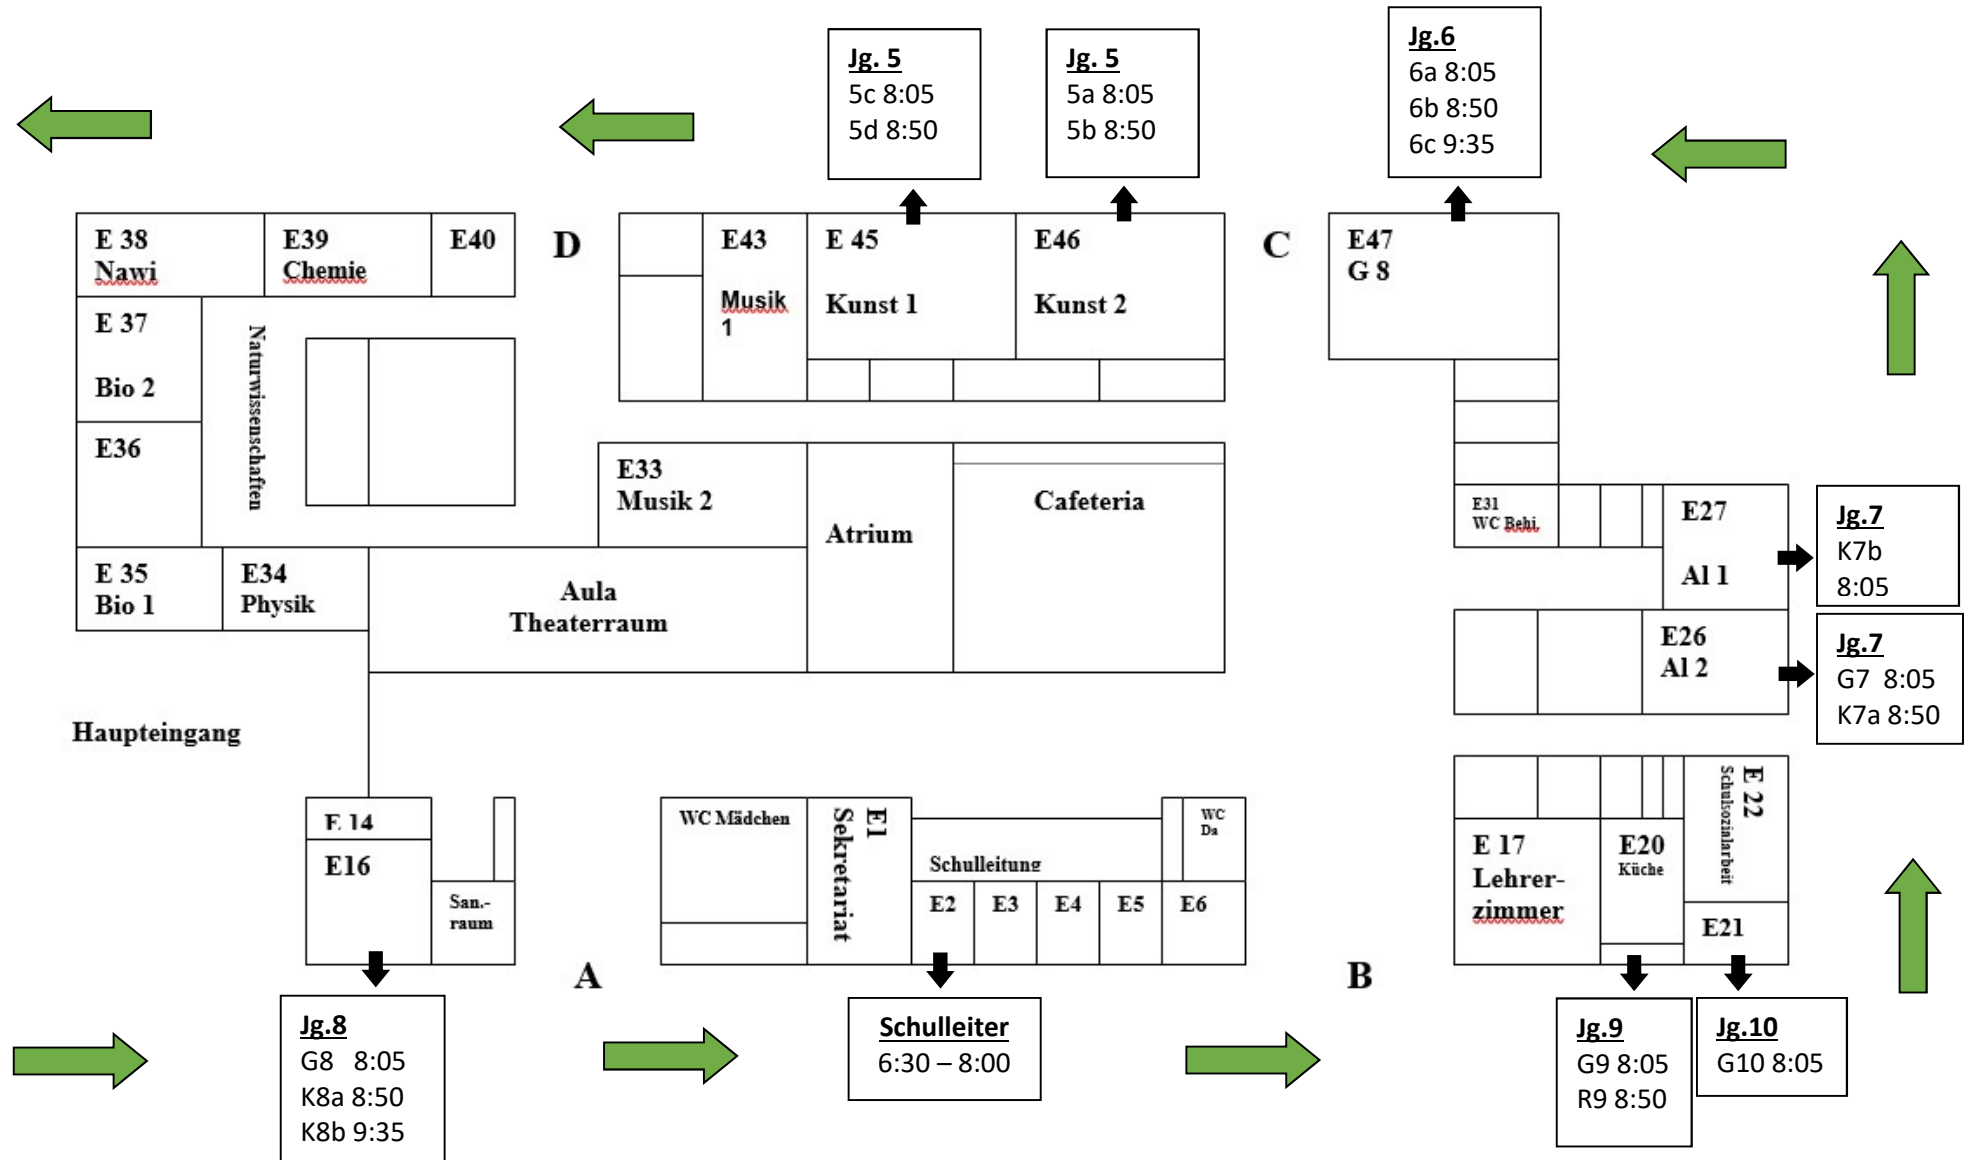 Jg. 5
5c 8:05
5d 8:50
Jg. 5
5a 8:05
5b 8:50
Jg.6
6a 8:05
6b 8:50
6c 9:35
E 38
Nawi
E39
Chemie
E40
D
E43
Musik
1
E 45
Kunst 1
E46
Kunst 2
C
E47
G 8
E 37
Bio 2
Naturwissenschaften
E36
E33
Musik 2
Atrium
Cafeteria
E31
WC Behi.
E27
Al 1
Jg.7
K7b
8:05
E 35
Bio 1
E34
Physik
Aula
Theaterraum
E26
Al 2
Jg.7
G7 8:05
K7a 8:50
Haupteingang
E 14
E16
San.-
raum
WC Mädchen
E1
Sekretariat
Schulleitung
WC
Da
E2
E3
E4
E5
E6
E 17
Lehrer-
zimmer
E20
Küche
E 22
Schulsozialarbeit
E21
A
B
Jg.8
G8 8:05
K8a 8:50
K8b 9:35
Schulleiter
6:30 – 8:00
Jg.9
G9 8:05
R9 8:50
Jg.10
G10 8:05